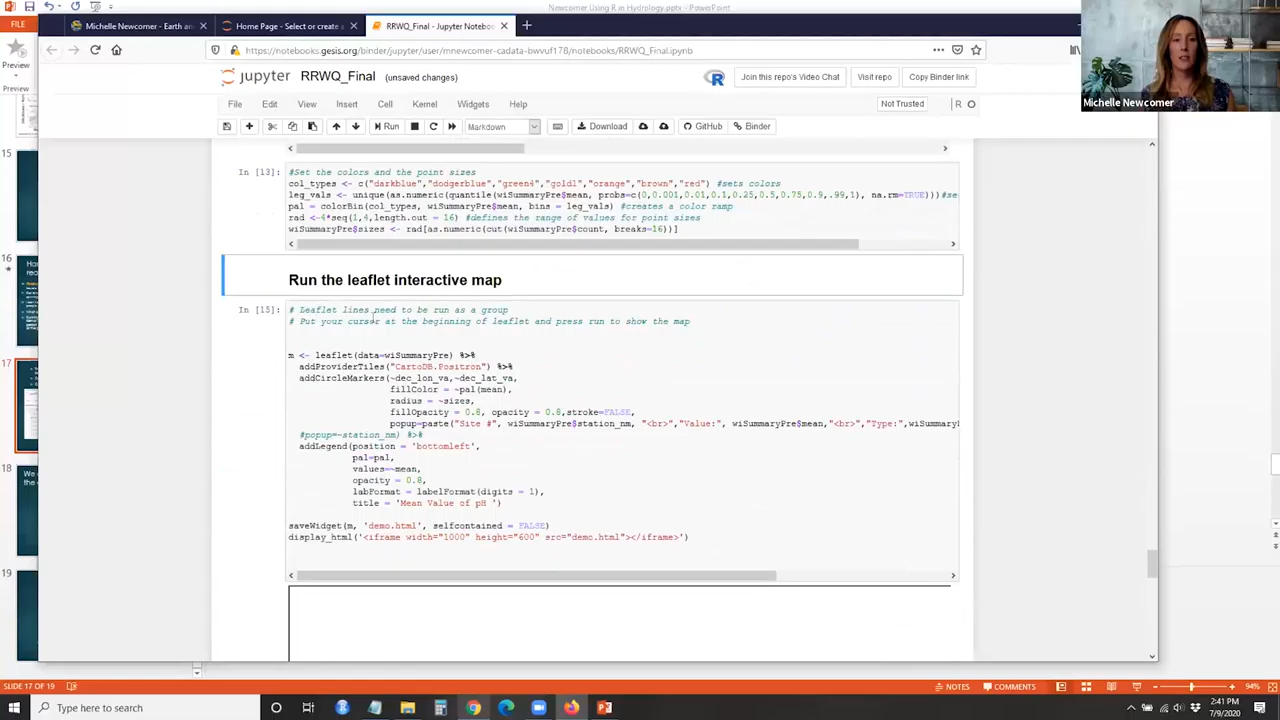 Newcomer Using R in Hydrology.pptx - PowerPoint
FILE
Michelle Newcomer - Earth an
Home Page - Select or create a
RRWQ_Final - Jupyter Notebo
https://notebooks.gesis.org/binder/jupyter/user/mnewcomer-cadata-bwvuf178/notebooks/RRWQ_Final.ipynb
Preview
jupyter RRWQ_Final (unsaved changes)
R
Join this repo's Video Chat
Visit repo
Copy Binder link
Michelle Newcomer
File Edit View Insert Cell Kernel Widgets Help
Not Trusted
R
Run
Markdown
Download
GitHub
Binder
In [13]:
#Set the colors and the point sizes
col_types <- c("darkblue","dodgerblue","green4","gold1","orange","brown","red") #sets colors
leg_vals <- unique(as.numeric(quantile(wiSummaryPre$mean, probs=c(0,0.001,0.01,0.1,0.25,0.5,0.75,0.9,.99,1), na.rm=TRUE)))#se
pal = colorBin(col_types, wiSummaryPre$mean, bins = leg_vals) #creates a color ramp
rad <-4*seq(1,4,length.out = 16) #defines the range of values for point sizes
wiSummaryPre$sizes <- rad[as.numeric(cut(wiSummaryPre$count, breaks=16))]
Run the leaflet interactive map
In [15]:
# Leaflet lines need to be run as a group
# Put your cursor at the beginning of leaflet and press run to show the map
m <- leaflet(data=wiSummaryPre) %>%
addProviderTiles("CartoDB.Positron") %>%
addCircleMarkers(~dec_lon_va,~dec_lat_va,
fillColor = ~pal(mean),
radius = ~sizes,
fillOpacity = 0.8, opacity = 0.8,stroke=FALSE,
popup=paste("Site #", wiSummaryPre$station_nm, "<br>","Value:", wiSummaryPre$mean,"<br>","Type:",wiSummaryP
#popup=~station_nm) %>%
addLegend(position = 'bottomleft',
pal=pal,
values=~mean,
opacity = 0.8,
labFormat = labelFormat(digits = 1),
title = 'Mean Value of pH ')
saveWidget(m, 'demo.html', selfcontained = FALSE)
display_html('<iframe width="1000" height="600" src="demo.html"></iframe>')
15
16
17
18
We
the
19
SLIDE 17 OF 19
NOTES
COMMENTS
94%
Type here to search
2:41 PM
7/9/2020